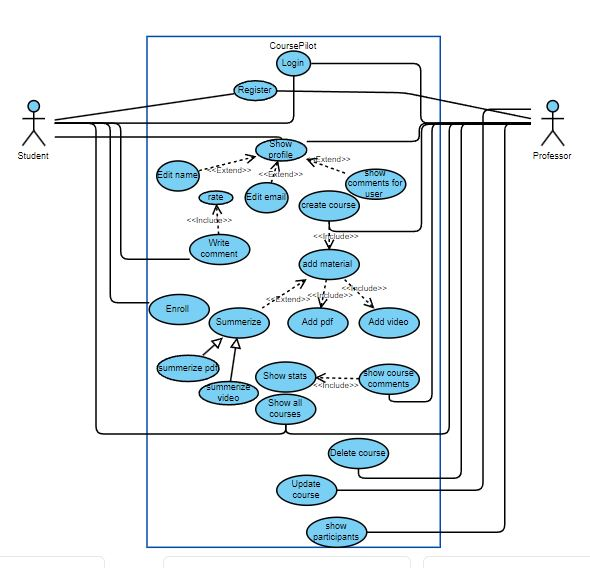 CoursePilot
Login
Register
Student
Professor
Show
profile
Edit name
<<Extend>>
<<Extend>>
<<Extend>>
show
comments for
user
rate
Edit email
create course
<<Include>>
Write
comment
<<Include>>
add material
<<Include>>
<<Include>>
<<Extend>>
Enroll
Summerize
Add pdf
Add video
summerize pdf
summerize
video
Show stats
<<Include>>
show course
comments
Show all
courses
Delete course
Update
course
show
participants